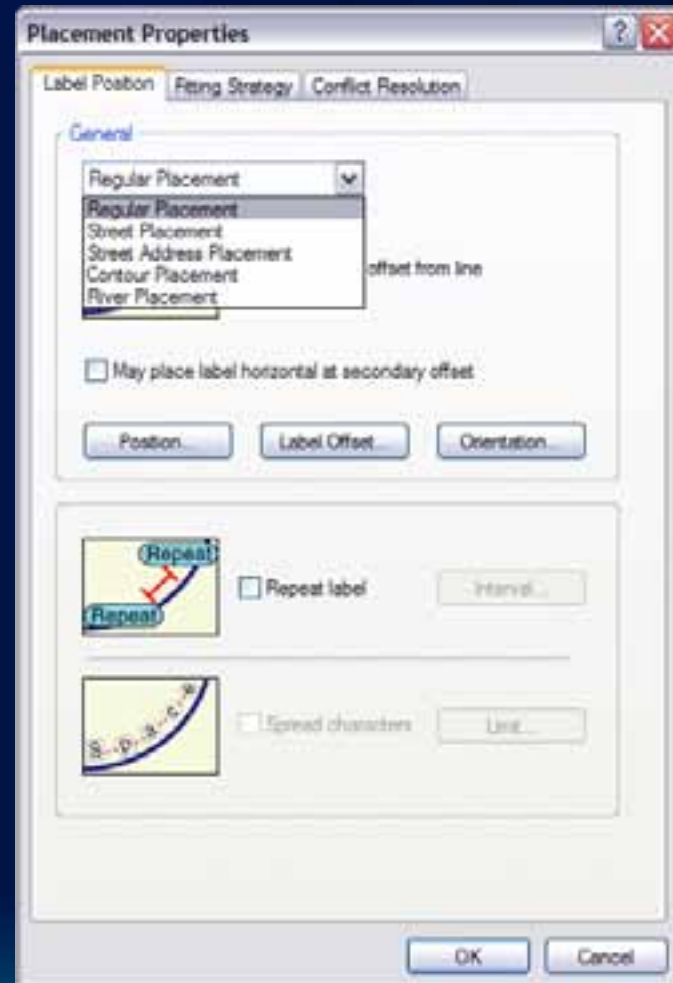 Placement Properties
?
Label Position Fitting Strategy Conflict Resolution
General
Regular Placement
Regular Placement
Street Placement
Street Address Placement
Contour Placement
River Placement
offset from line
May place label horizontal at secondary offset
Position... Label Offset... Orientation...
Repeat
Repeat
Repeat label Interval...
S p a c e
Spread characters Limit...
OK Cancel